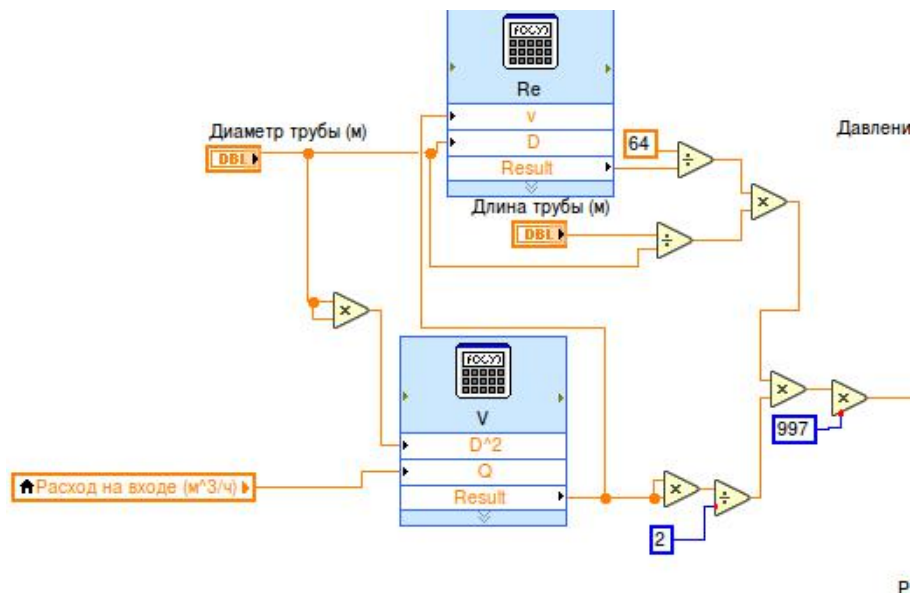 f(x,y)
Re
v
D
Result
64
÷
×
Диаметр трубы (м)
DBL
Давлени
Длина трубы (м)
DBL
÷
×
f(x,y)
V
D^2
Q
Result
×
×
997
Расход на входе (м^3/ч)
×
÷
2
Р